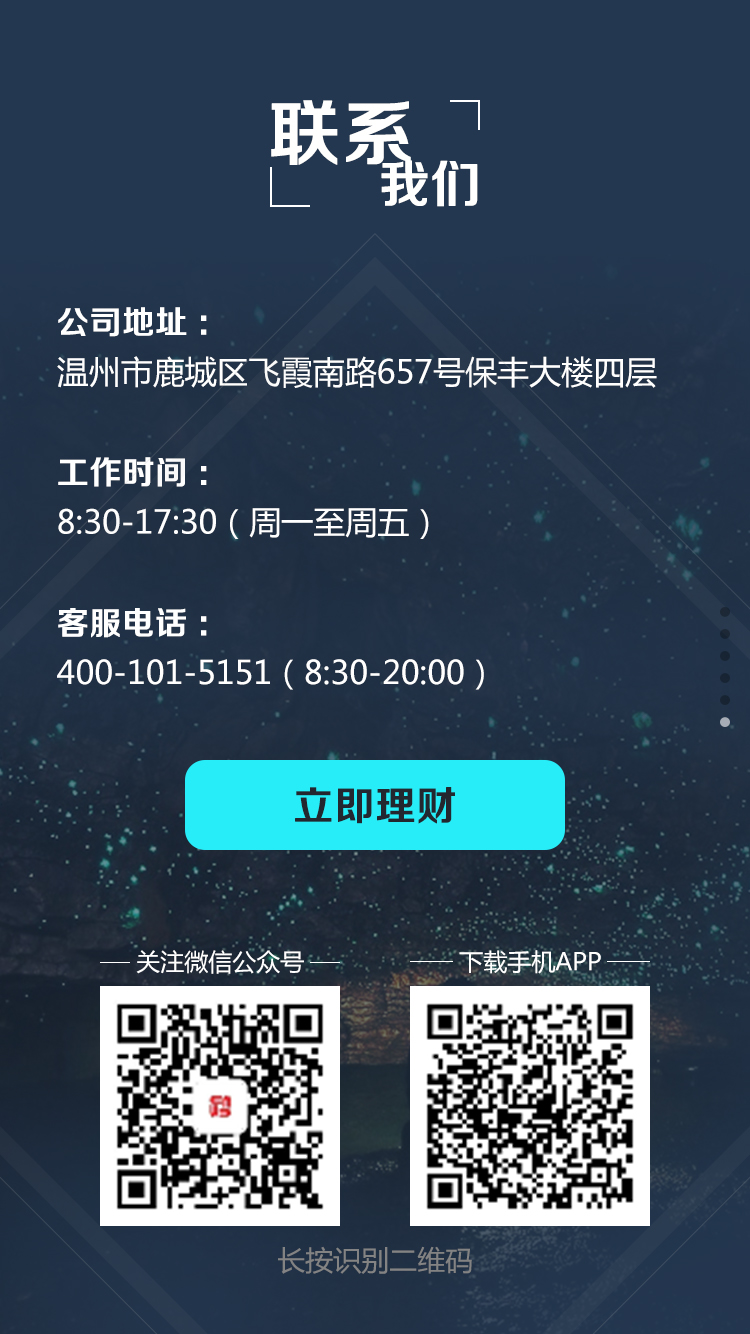 联系
我们
公司地址：
温州市鹿城区飞霞南路657号保丰大楼四层
工作时间：
8:30-17:30（周一至周五）
客服电话：
400-101-5151（8:30-20:00）
立即理财
关注微信公众号
下载手机APP
长按识别二维码